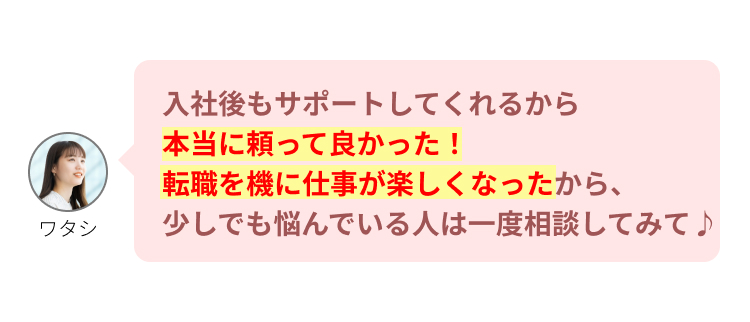 入社後もサポートしてくれるから
本当に頼って良かった！
転職を機に仕事が楽しくなったから、
少しでも悩んでいる人は一度相談してみて♪
ワタシ